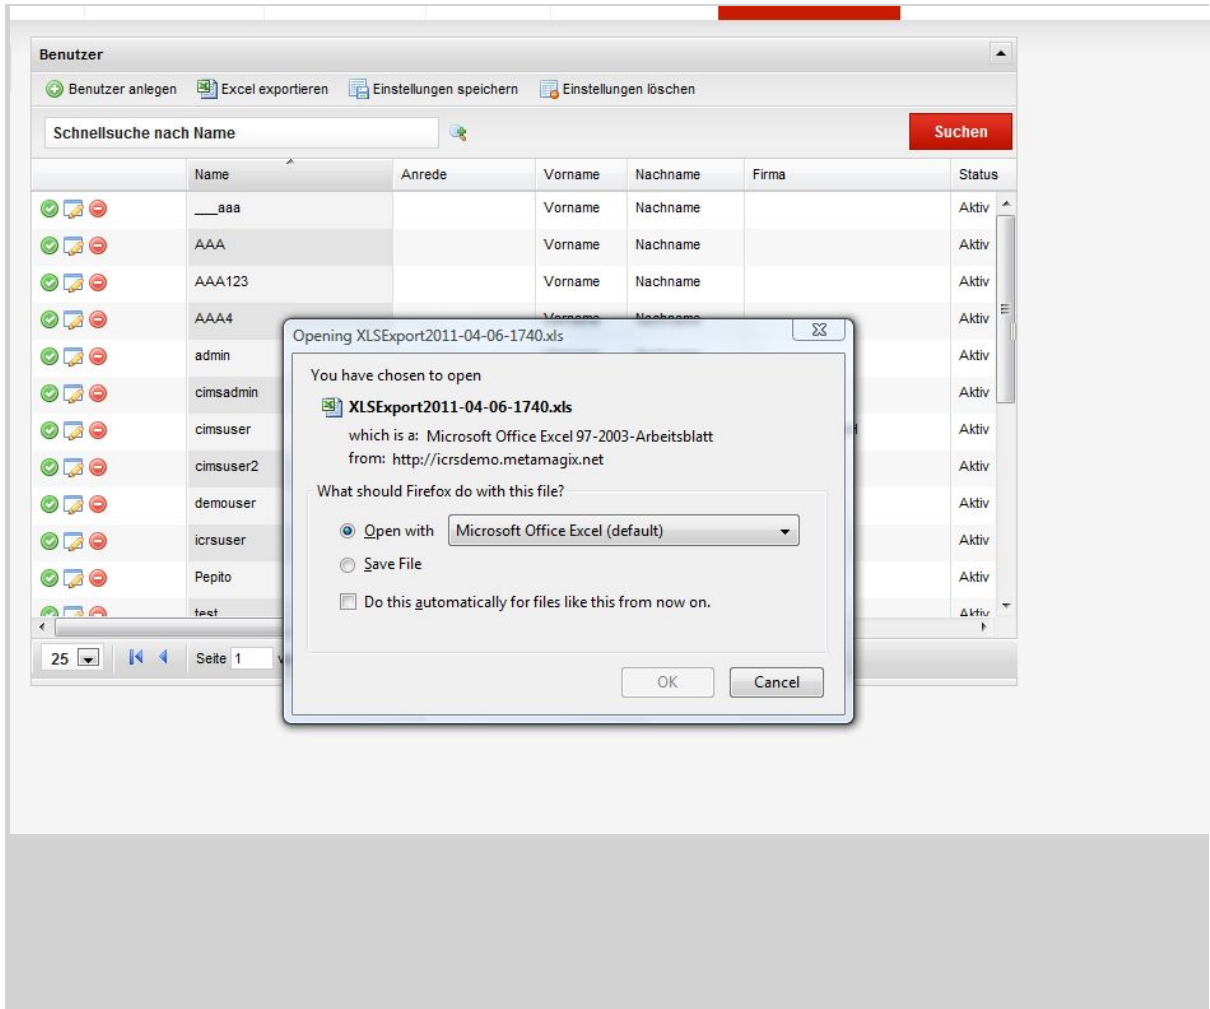 Benutzer
Benutzer anlegen Excel exportieren Einstellungen speichern Einstellungen löschen
Schnellsuche nach Name Suchen
Name Anrede Vorname Nachname Firma Status
___aaa Vorname Nachname Aktiv
AAA Vorname Nachname Aktiv
AAA123 Vorname Nachname Aktiv
AAA4 Vorname Nachname Aktiv
admin Aktiv
cimsadmin Aktiv
cimsuser Aktiv
cimsuser2 Aktiv
demouser Aktiv
icrsuser Aktiv
Pepito Aktiv
test Aktiv
25 Seite 1
Opening XLSExport2011-04-06-1740.xls
You have chosen to open
XLSExport2011-04-06-1740.xls
which is a: Microsoft Office Excel 97-2003-Arbeitsblatt
from: http://icrsdemo.metamagix.net
What should Firefox do with this file?
Open with Microsoft Office Excel (default)
Save File
Do this automatically for files like this from now on.
OK Cancel